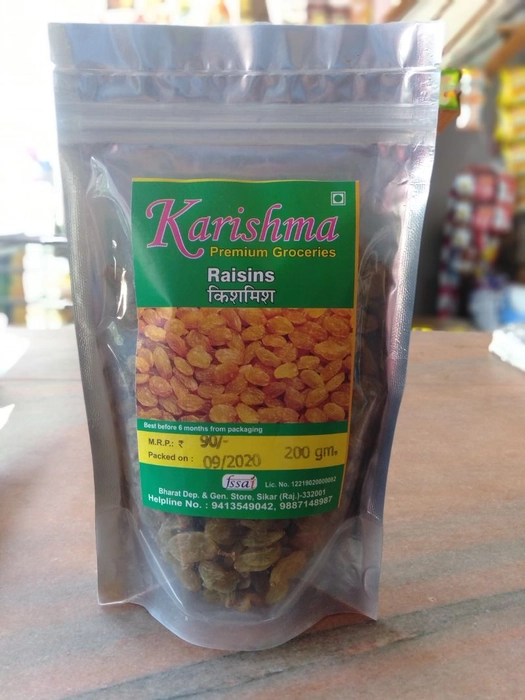 Karishma
Premium Groceries
Raisins
किशमिश
Best before 6 months from packaging
M.R.P.: ₹ 90/-
Packed on : 09/2020 200 gm.
fssai Lic. No. 12219020000692
Bharat Dep. & Gen. Store, Sikar (Raj.)-332001
Helpline No. : 9413549042, 9887148987